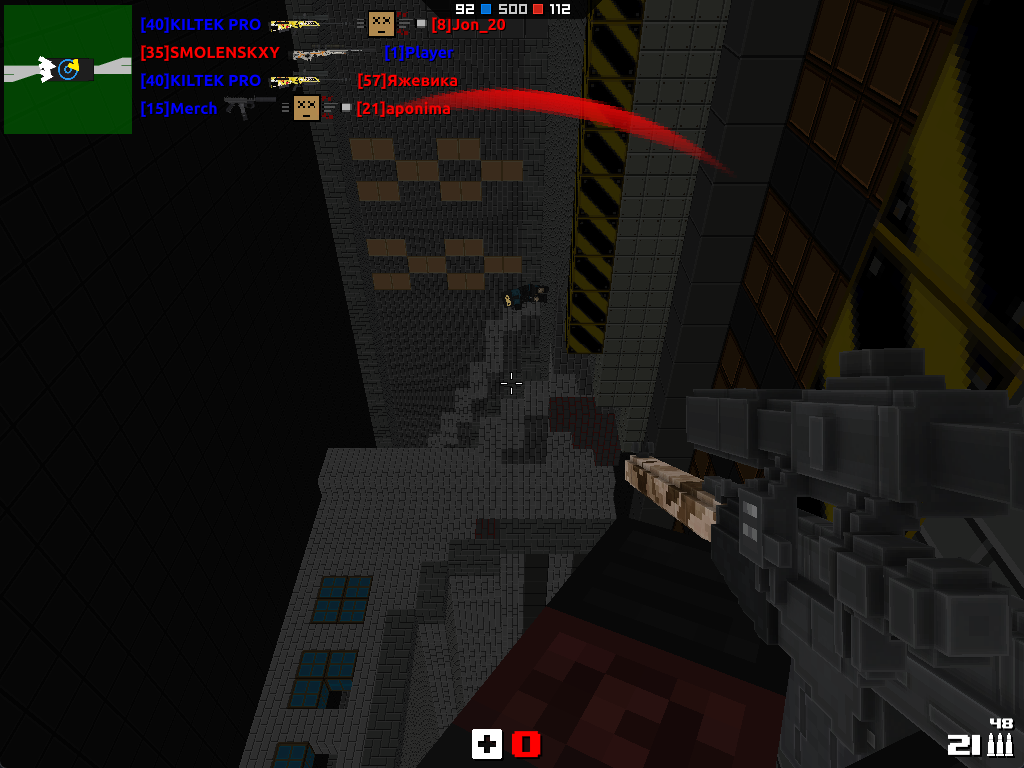 92 500 112
[40]KILTEK PRO [8]Jon_20
[35]SMOLENSKXY [1]Player
[40]KILTEK PRO [57]Яжевика
[15]Merch [21]aponima
0
48
21